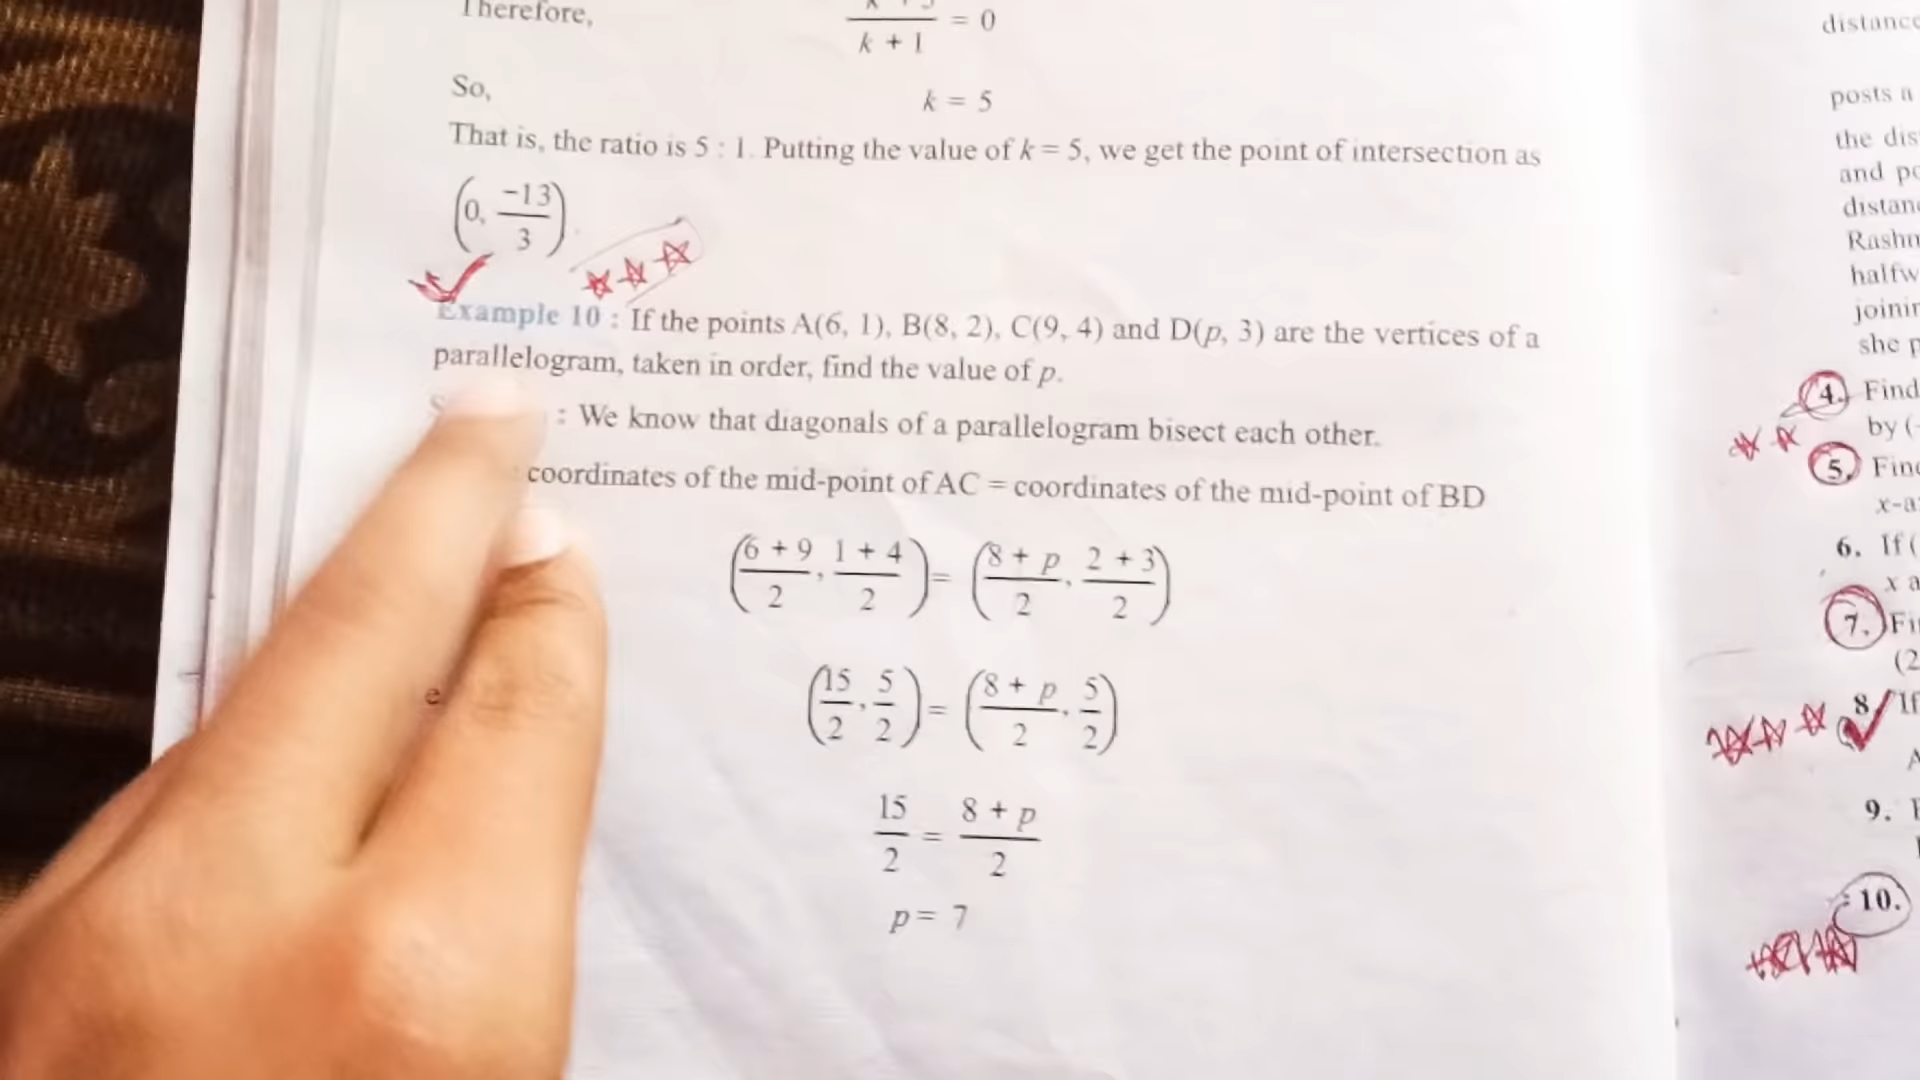 Therefore,
k + 1 = 0
So,
k = 5
That is, the ratio is 5 : 1. Putting the value of k = 5, we get the point of intersection as
(0, -13/3)
Example 10 : If the points A(6, 1), B(8, 2), C(9, 4) and D(p, 3) are the vertices of a
parallelogram, taken in order, find the value of p.
: We know that diagonals of a parallelogram bisect each other.
coordinates of the mid-point of AC = coordinates of the mid-point of BD
((6 + 9)/2, (1 + 4)/2) = ((8 + p)/2, (2 + 3)/2)
(15/2, 5/2) = ((8 + p)/2, 5/2)
15/2 = (8 + p)/2
p = 7
distance
posts a
the dis
and po
distan
Rashm
halfw
joinin
she p
4. Find
by (-
5. Find
x-a
6. If (
x a
7. Fi
(2
8. If
A
9.
10.